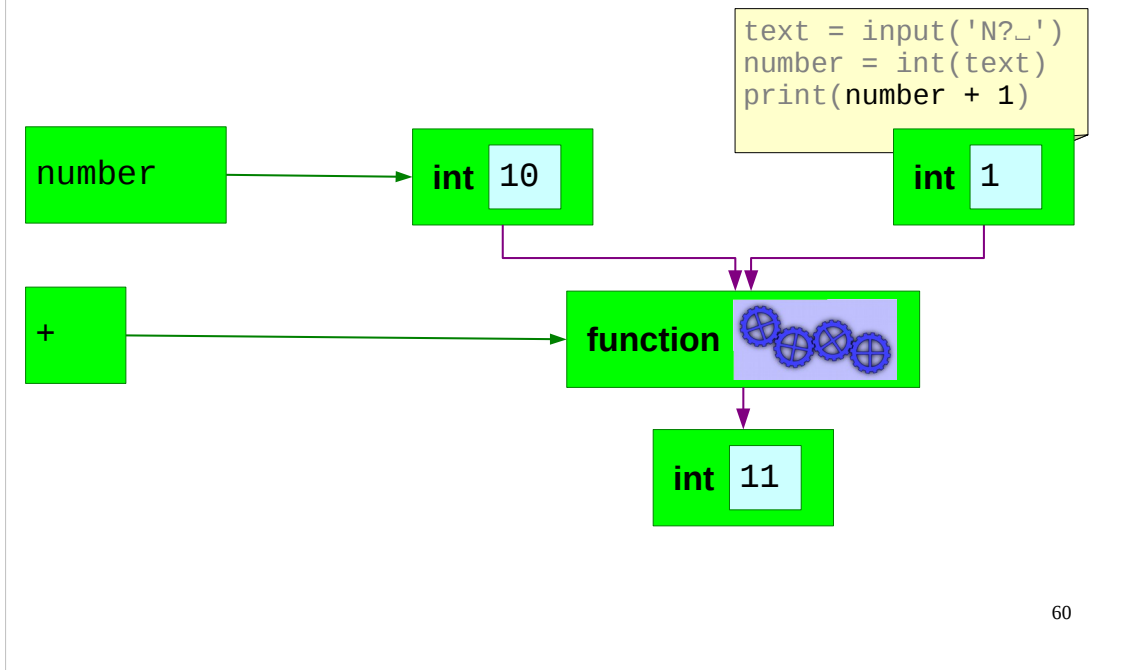 text = input('N?␣')
number = int(text)
print(number + 1)
number
int 10
int 1
+
function
int 11
60